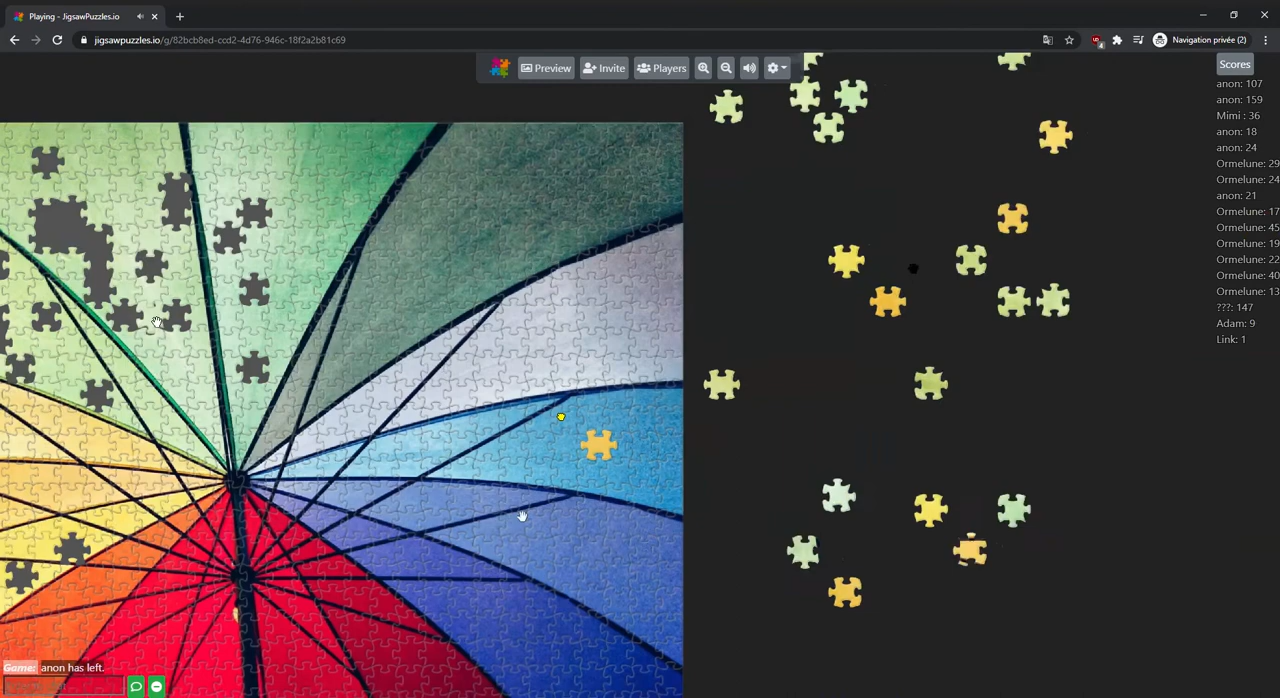 Playing - JigsawPuzzles.io
jigsawpuzzles.io/g/82bcb8ed-ccd2-4d76-946c-18f2a2b81c69
4
Navigation privée (2)
Preview
Invite
Players
Scores
anon: 107
anon: 159
Mimi : 36
anon: 18
anon: 24
Ormelune: 29
Ormelune: 24
anon: 21
Ormelune: 17
Ormelune: 45
Ormelune: 19
Ormelune: 22
Ormelune: 40
Ormelune: 13
???: 147
Adam: 9
Link: 1
Game: anon has left.